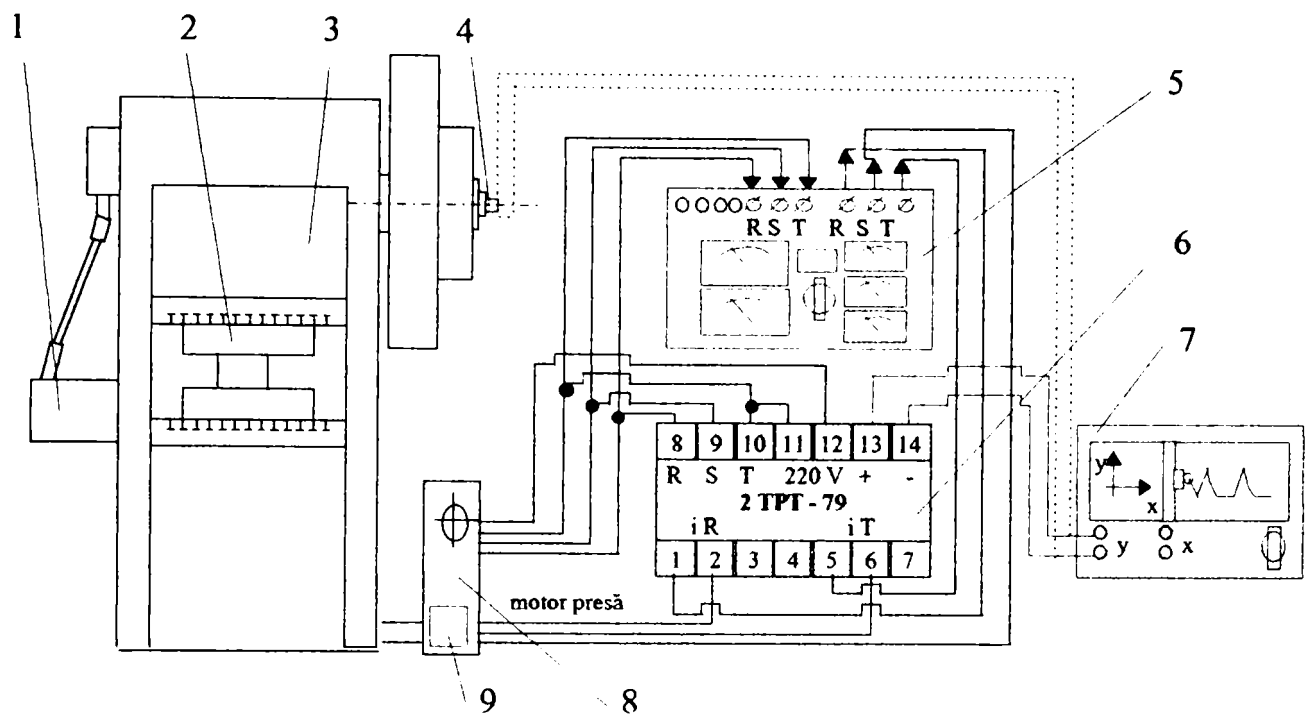 1
2
3
4
5
R S T R S T
6
7
8 9 10 11 12 13 14
R S T 220 V + -
2 TPT - 79
i R i T
1 2 3 4 5 6 7
y
x
y x
motor presă
9
8